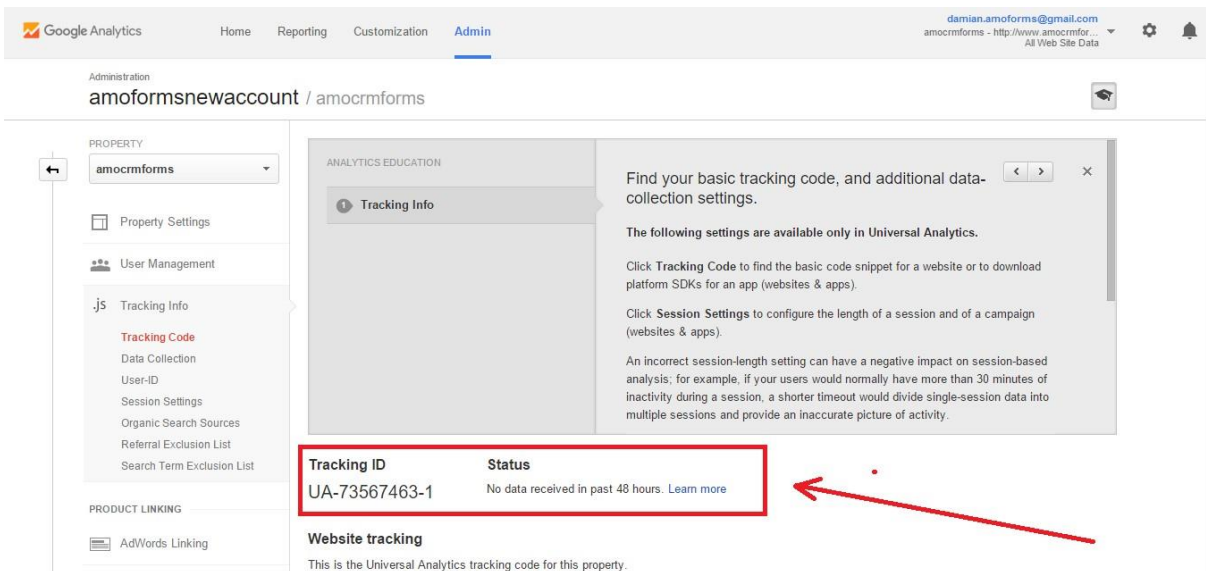 Google Analytics
Home Reporting Customization Admin
damian.amoforms@gmail.com
amocrmforms - http://www.amocrmfor...
All Web Site Data
Administration
amoformsnewaccount / amocrmforms
PROPERTY
amocrmforms
Property Settings
User Management
.js Tracking Info
Tracking Code
Data Collection
User-ID
Session Settings
Organic Search Sources
Referral Exclusion List
Search Term Exclusion List
PRODUCT LINKING
AdWords Linking
ANALYTICS EDUCATION
1 Tracking Info
Find your basic tracking code, and additional data-
collection settings.
The following settings are available only in Universal Analytics.
Click Tracking Code to find the basic code snippet for a website or to download
platform SDKs for an app (websites & apps).
Click Session Settings to configure the length of a session and of a campaign
(websites & apps).
An incorrect session-length setting can have a negative impact on session-based
analysis; for example, if your users would normally have more than 30 minutes of
inactivity during a session, a shorter timeout would divide single-session data into
multiple sessions and provide an inaccurate picture of activity.
Tracking ID Status
UA-73567463-1 No data received in past 48 hours. Learn more
Website tracking
This is the Universal Analytics tracking code for this property.